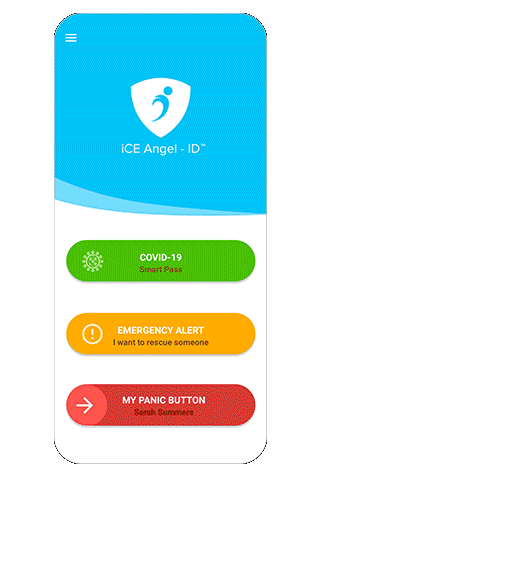 iCE Angel - ID™
COVID-19
Smart Pass
EMERGENCY ALERT
I want to rescue someone
MY PANIC BUTTON
Sarah Summers